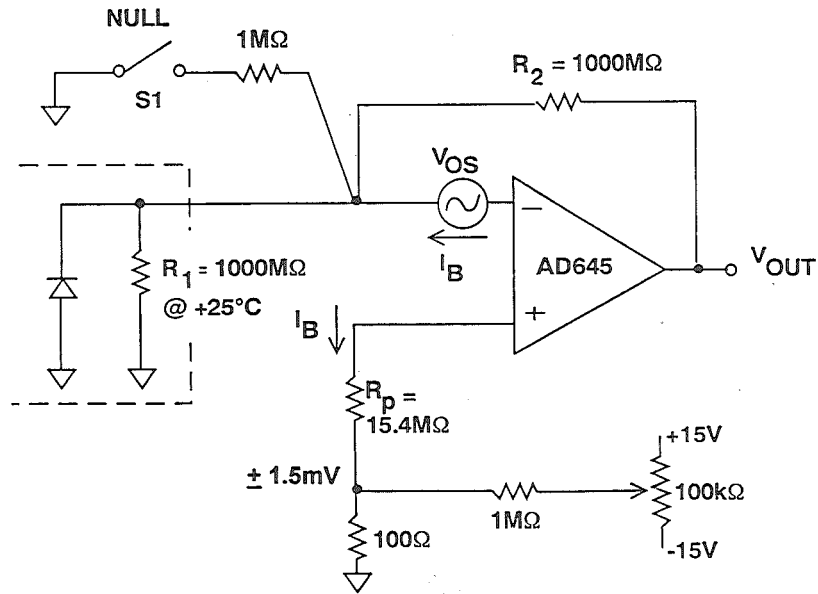 NULL
1MΩ
S1
R2 = 1000MΩ
VOS
IB
R1 = 1000MΩ
@ +25°C
AD645
VOUT
−
+
IB
Rp =
15.4MΩ
± 1.5mV
+15V
100kΩ
1MΩ
-15V
100Ω